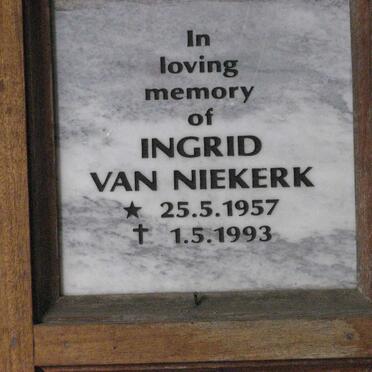 In
loving
memory
of
INGRID
VAN NIEKERK
★ 25.5.1957
✝ 1.5.1993